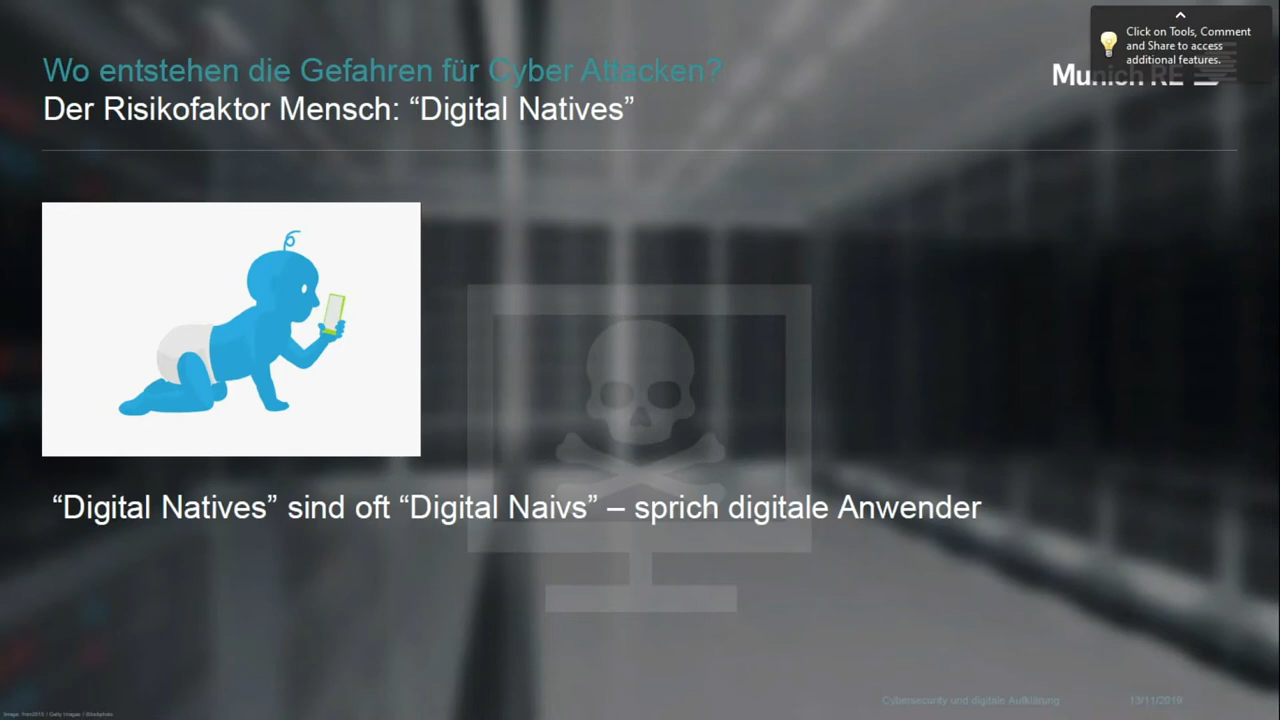 Click on Tools, Comment
and Share to access
additional features.
Wo entstehen die Gefahren für Cyber Attacken?
Munich RE
Der Risikofaktor Mensch: “Digital Natives”
“Digital Natives” sind oft “Digital Naivs” – sprich digitale Anwender
Cybersecurity und digitale Aufklärung 13/11/2019